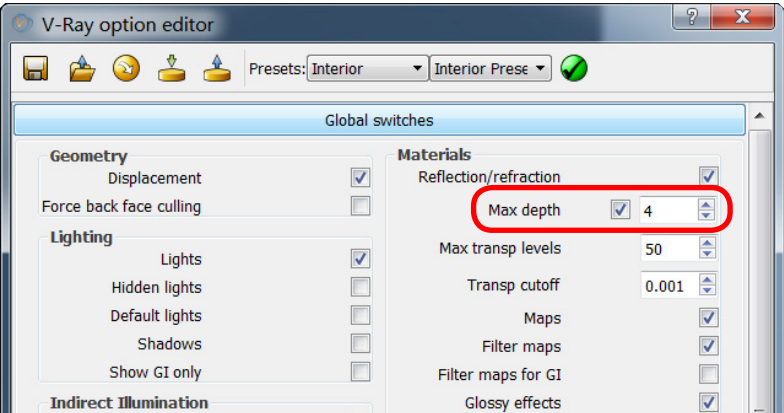 V-Ray option editor
Presets: Interior Interior Prese
Global switches
Geometry
Displacement
Force back face culling
Lighting
Lights
Hidden lights
Default lights
Shadows
Show GI only
Indirect Illumination
Materials
Reflection/refraction
Max depth 4
Max transp levels 50
Transp cutoff 0.001
Maps
Filter maps
Filter maps for GI
Glossy effects